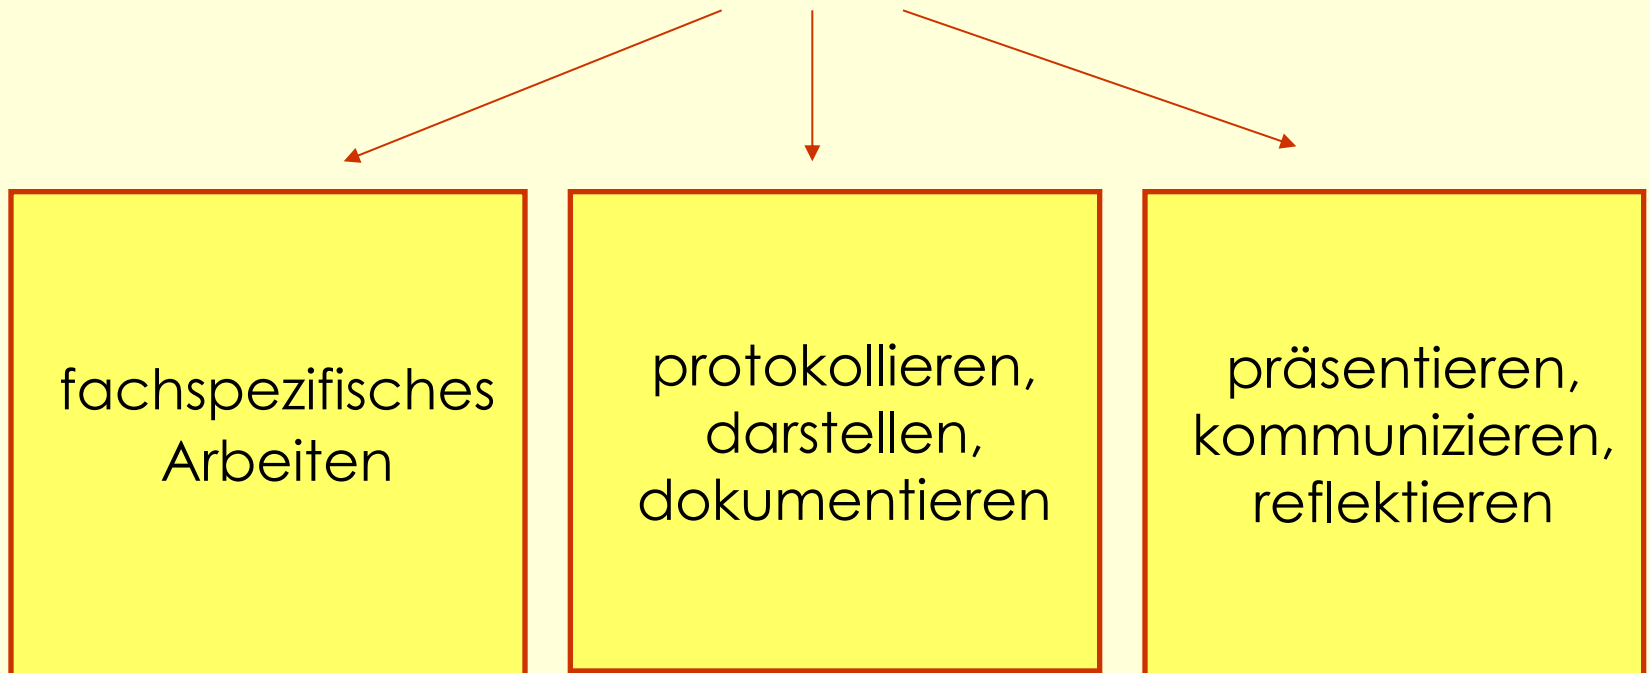 fachspezifisches
Arbeiten
protokollieren,
darstellen,
dokumentieren
präsentieren,
kommunizieren,
reflektieren